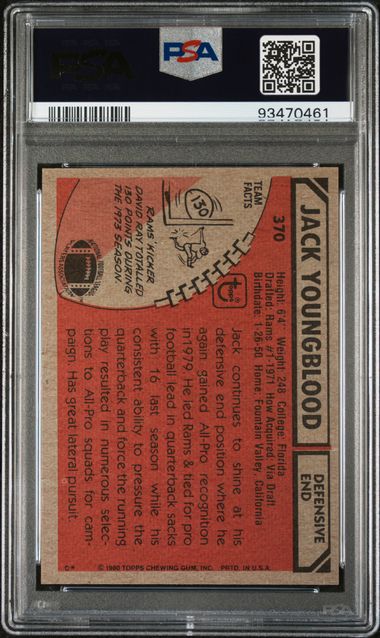 PSA
PSA
93470461
JACK YOUNGBLOOD
DEFENSIVE
END
370
Height: 6'4" Weight: 248 College: Florida
Drafted: Rams #1-1971 How Acquired: Via Draft
Birthdate: 1-26-50 Home: Fountain Valley, California
TEAM
FACTS
130
RAMS' KICKER
DAVID RAY TOTALLED
130 POINTS DURING
THE 1973 SEASON.
topps
Jack continues to shine at his
defensive end position where he
again gained All-Pro recognition
in 1979. He led Rams & tied for pro
football lead in quarterback sacks
with 16 last season while his
consistent ability to pressure the
quarterback and force the running
play resulted in numerous selec-
tions to All-Pro squads for cam-
paign. Has great lateral pursuit.
C*
© 1980 TOPPS CHEWING GUM, INC. PRTD. IN U.S.A.
PSA